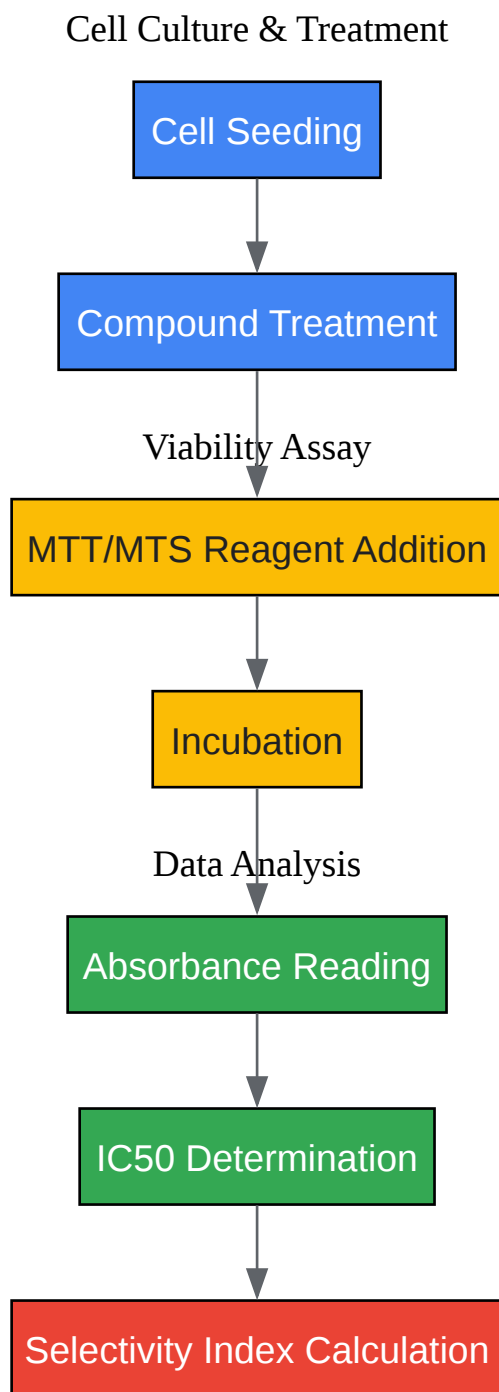 Cell Culture & Treatment
Cell Seeding
Compound Treatment
Viability Assay
MTT/MTS Reagent Addition
Incubation
Data Analysis
Absorbance Reading
IC50 Determination
Selectivity Index Calculation